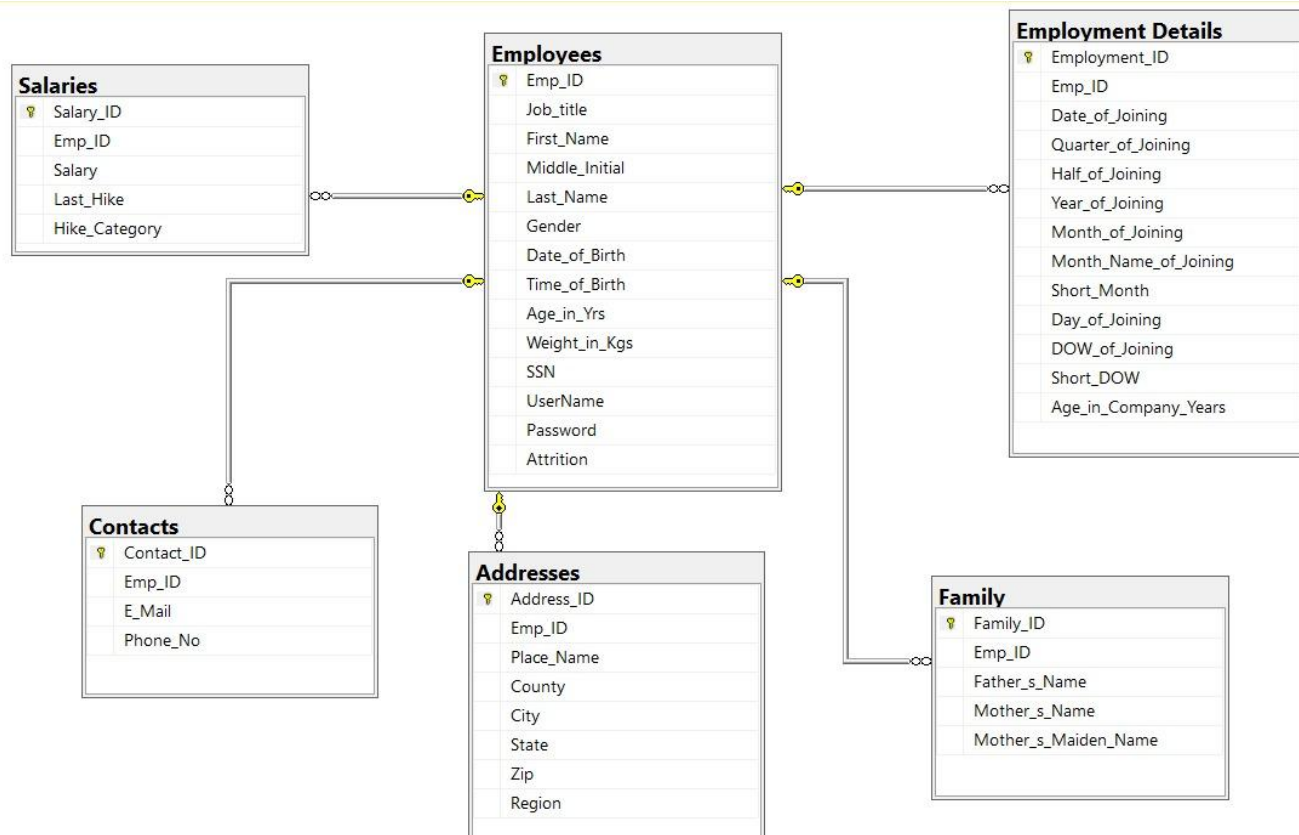 Salaries
Salary_ID
Emp_ID
Salary
Last_Hike
Hike_Category
Employees
Emp_ID
Job_title
First_Name
Middle_Initial
Last_Name
Gender
Date_of_Birth
Time_of_Birth
Age_in_Yrs
Weight_in_Kgs
SSN
UserName
Password
Attrition
Employment Details
Employment_ID
Emp_ID
Date_of_Joining
Quarter_of_Joining
Half_of_Joining
Year_of_Joining
Month_of_Joining
Month_Name_of_Joining
Short_Month
Day_of_Joining
DOW_of_Joining
Short_DOW
Age_in_Company_Years
Contacts
Contact_ID
Emp_ID
E_Mail
Phone_No
Addresses
Address_ID
Emp_ID
Place_Name
County
City
State
Zip
Region
Family
Family_ID
Emp_ID
Father_s_Name
Mother_s_Name
Mother_s_Maiden_Name